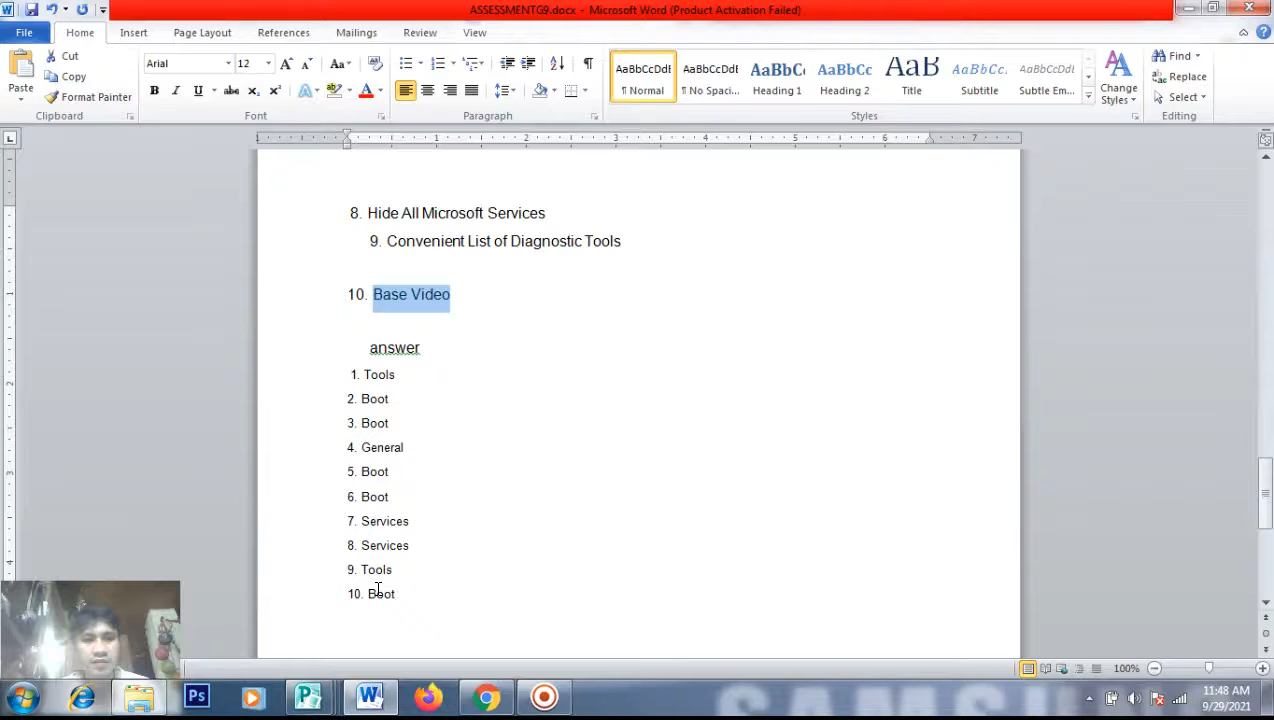 ASSESSMENTG9.docx - Microsoft Word (Product Activation Failed)
File Home Insert Page Layout References Mailings Review View
Paste
Cut
Copy
Format Painter
Clipboard
Arial 12
Font
Paragraph
AaBbCcDdE AaBbCcDdE AaBbCc AaBbCc AaB AaBbCc. AaBbCcDd
¶ Normal ¶ No Spaci... Heading 1 Heading 2 Title Subtitle Subtle Em...
Change Styles
Styles
Find
Replace
Select
Editing
8. Hide All Microsoft Services
9. Convenient List of Diagnostic Tools
10. Base Video
answer
1. Tools
2. Boot
3. Boot
4. General
5. Boot
6. Boot
7. Services
8. Services
9. Tools
10. Boot
100%
11:48 AM
9/29/2021